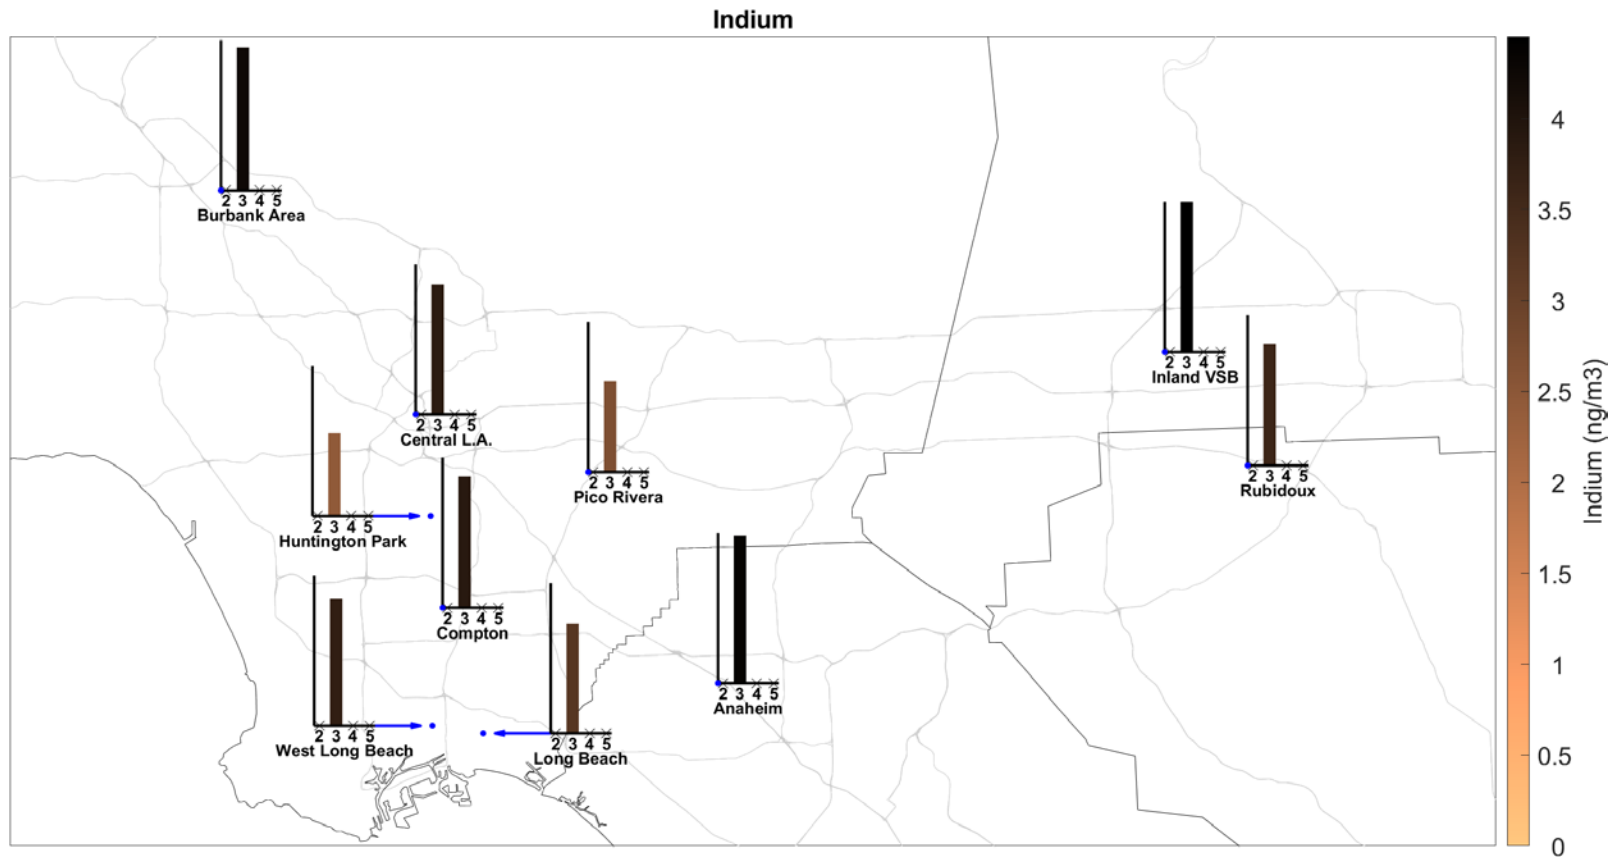 Indium
2 3 4 5
Burbank Area
2 3 4 5
Central L.A.
2 3 4 5
Inland VSB
2 3 4 5
Pico Rivera
2 3 4 5
Rubidoux
2 3 4 5
Huntington Park
2 3 4 5
Compton
2 3 4 5
Anaheim
2 3 4 5
West Long Beach
2 3 4 5
Long Beach
4
3.5
3
2.5
2
1.5
1
0.5
0
Indium (ng/m3)